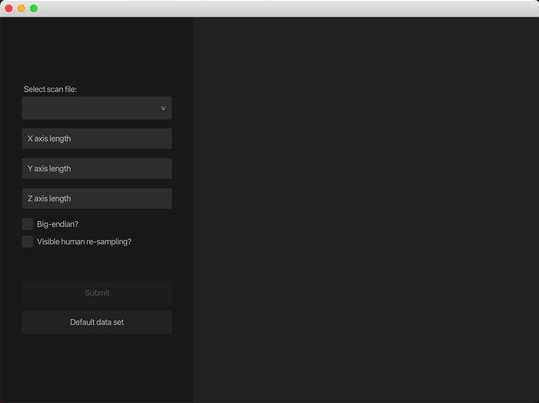 Select scan file:
X axis length
Y axis length
Z axis length
Big-endian?
Visible human re-sampling?
Submit
Default data set